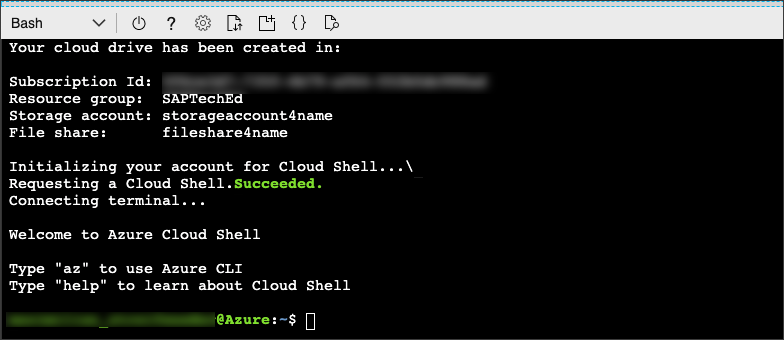 Bash
?
{}
Your cloud drive has been created in:
Subscription Id:
Resource group: SAPTechEd
Storage account: storageaccount4name
File share: fileshare4name
Initializing your account for Cloud Shell...\
Requesting a Cloud Shell.Succeeded.
Connecting terminal...
Welcome to Azure Cloud Shell
Type "az" to use Azure CLI
Type "help" to learn about Cloud Shell
@Azure:~$